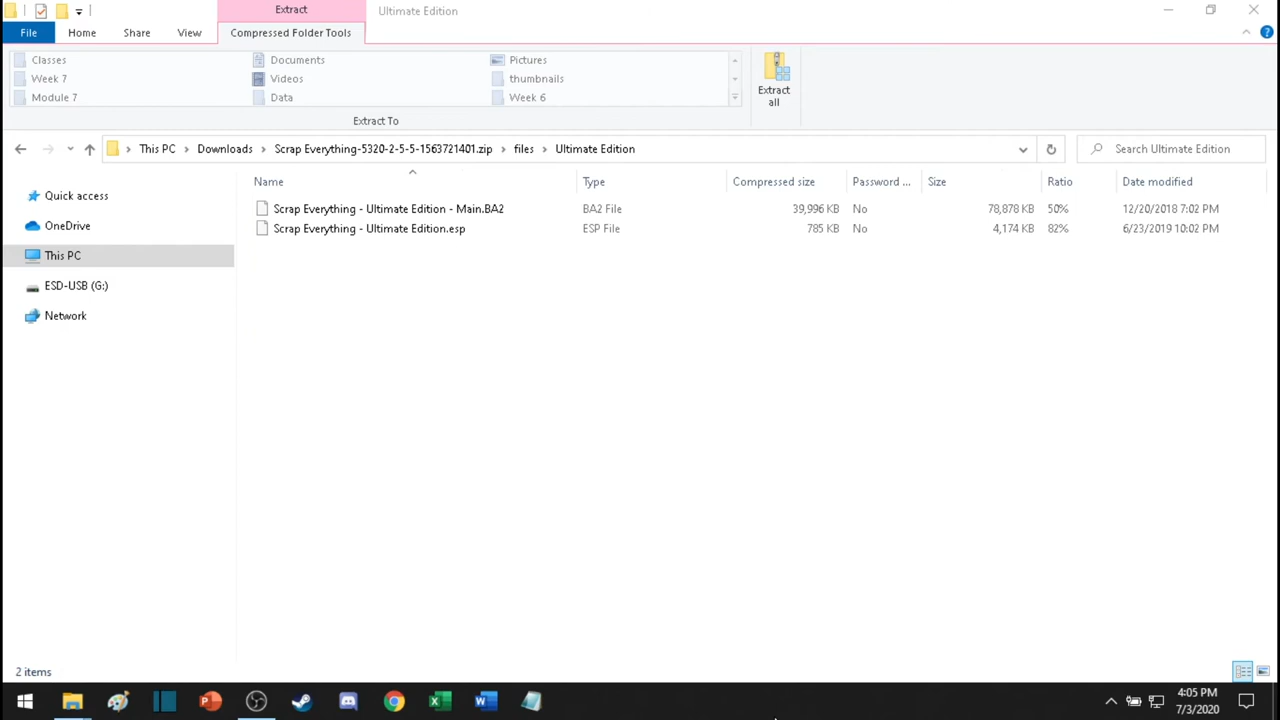 Extract
Ultimate Edition
File
Home
Share
View
Compressed Folder Tools
Classes
Documents
Pictures
Week 7
Videos
thumbnails
Module 7
Data
Week 6
Extract To
Extract
all
This PC
Downloads
Scrap Everything-5320-2-5-5-1563721401.zip
files
Ultimate Edition
Search Ultimate Edition
Name
Type
Compressed size
Password ...
Size
Ratio
Date modified
Scrap Everything - Ultimate Edition - Main.BA2
BA2 File
39,996 KB
No
78,878 KB
50%
12/20/2018 7:02 PM
Scrap Everything - Ultimate Edition.esp
ESP File
785 KB
No
4,174 KB
82%
6/23/2019 10:02 PM
Quick access
OneDrive
This PC
ESD-USB (G:)
Network
2 items
4:05 PM
7/3/2020